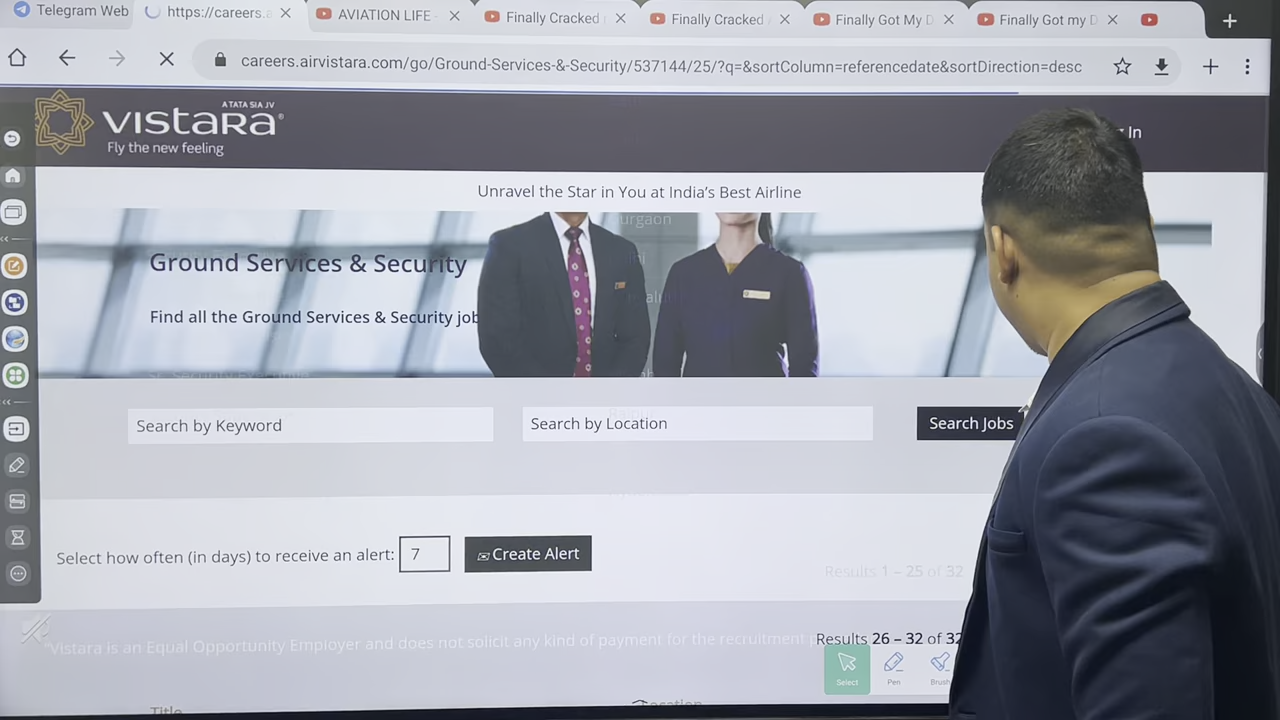 Telegram Web
https://careers.a
AVIATION LIFE -
Finally Cracked
Finally Cracked
Finally Got My D
Finally Got my D
careers.airvistara.com/go/Ground-Services-&-Security/537144/25/?q=&sortColumn=referencedate&sortDirection=desc
A TATA SIA JV
VISTARA
Fly the new feeling
In
Unravel the Star in You at India's Best Airline
Ground Services & Security
Find all the Ground Services & Security job
Search by Keyword
Search by Location
Search Jobs
Select how often (in days) to receive an alert:
7
Create Alert
Results 1 – 25 of 32
"Vistara is an Equal Opportunity Employer and does not solicit any kind of payment for the recruitment
Results 26 – 32 of 32
Select
Pen
Brush
Title